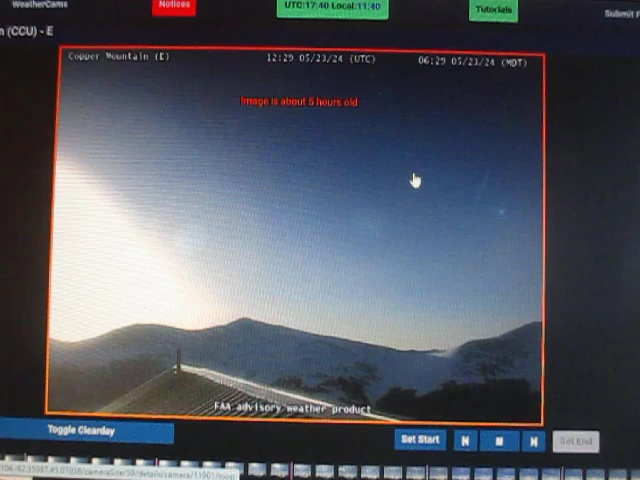 WeatherCams
Notices
UTC:17:40 Local:11:40
Tutorials
Submit F
n (CCU) - E
Copper Mountain (E)
12:29 05/23/24 (UTC)
06:29 05/23/24 (MDT)
Image is about 5 hours old
FAA advisory weather product
Toggle Clearday
Set Start
Set End